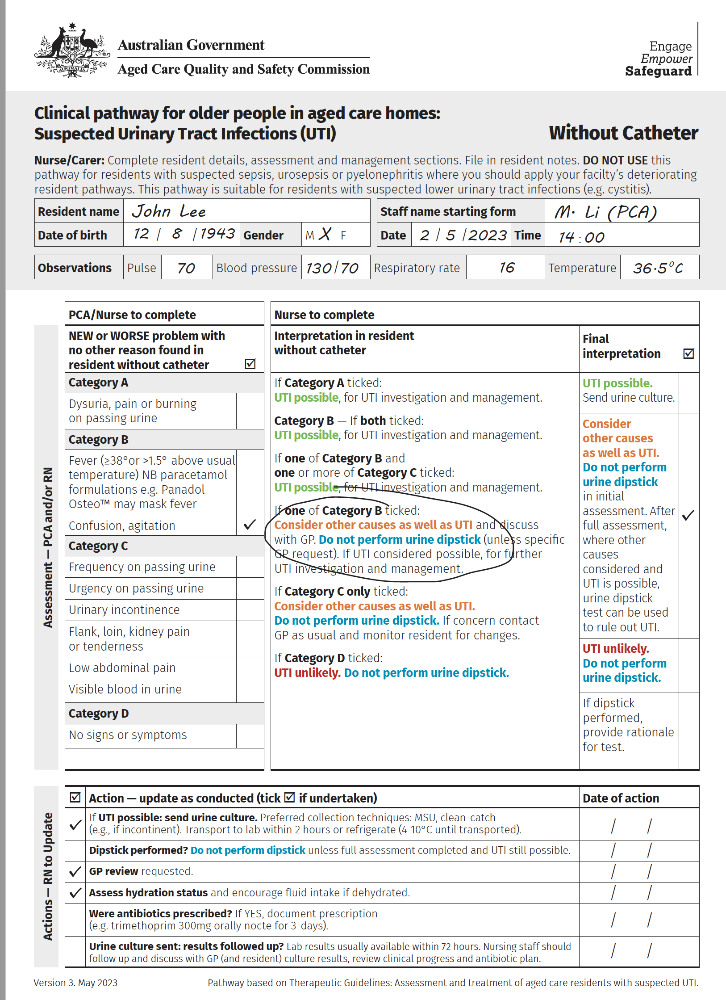 Australian Government
Aged Care Quality and Safety Commission
AUSTRALIA
Engage
Empower
Safeguard
Clinical pathway for older people in aged care homes:
Suspected Urinary Tract Infections (UTI)
Without Catheter
Nurse/Carer: Complete resident details, assessment and management sections. File in resident notes. DO NOT USE this
pathway for residents with suspected sepsis, urosepsis or pyelonephritis where you should apply your facilty's deteriorating
resident pathways. This pathway is suitable for residents with suspected lower urinary tract infections (e.g. cystitis).
Resident name John Lee
Staff name starting form M. Li (PCA)
Date of birth 12 / 8 / 1943 Gender M X F
Date 2 / 5 / 2023 Time 14 : 00
Observations Pulse 70 Blood pressure 130/70 Respiratory rate 16 Temperature 36.5°C
Assessment — PCA and/or RN
PCA/Nurse to complete
NEW or WORSE problem with
no other reason found in
resident without catheter ☑
Category A
Dysuria, pain or burning
on passing urine
Category B
Fever (≥38°or >1.5° above usual
temperature) NB paracetamol
formulations e.g. Panadol
Osteo™ may mask fever
Confusion, agitation ✓
Category C
Frequency on passing urine
Urgency on passing urine
Urinary incontinence
Flank, loin, kidney pain
or tenderness
Low abdominal pain
Visible blood in urine
Category D
No signs or symptoms
Nurse to complete
Interpretation in resident
without catheter
If Category A ticked:
UTI possible, for UTI investigation and management.
Category B — If both ticked:
UTI possible, for UTI investigation and management.
If one of Category B and
one or more of Category C ticked:
UTI possible, for UTI investigation and management.
If one of Category B ticked:
Consider other causes as well as UTI and discuss
with GP. Do not perform urine dipstick (unless specific
GP request). If UTI considered possible, for further
UTI investigation and management.
If Category C only ticked:
Consider other causes as well as UTI.
Do not perform urine dipstick. If concern contact
GP as usual and monitor resident for changes.
If Category D ticked:
UTI unlikely. Do not perform urine dipstick.
Final
interpretation ☑
UTI possible.
Send urine culture.
Consider
other causes
as well as UTI.
Do not perform
urine dipstick
in initial
assessment. After
full assessment, ✓
where other
causes
considered and
UTI is possible,
urine dipstick
test can be used
to rule out UTI.
UTI unlikely.
Do not perform
urine dipstick.
If dipstick
performed,
provide rationale
for test.
Actions — RN to Update
☑ Action — update as conducted (tick ☑ if undertaken) Date of action
✓ If UTI possible: send urine culture. Preferred collection techniques: MSU, clean-catch
(e.g., if incontinent). Transport to lab within 2 hours or refrigerate (4-10°C until transported). / /
Dipstick performed? Do not perform dipstick unless full assessment completed and UTI still possible. / /
✓ GP review requested. / /
✓ Assess hydration status and encourage fluid intake if dehydrated. / /
Were antibiotics prescribed? If YES, document prescription
(e.g. trimethoprim 300mg orally nocte for 3-days). / /
Urine culture sent: results followed up? Lab results usually available within 72 hours. Nursing staff should
follow up and discuss with GP (and resident) culture results, review clinical progress and antibiotic plan. / /
Version 3. May 2023
Pathway based on Therapeutic Guidelines: Assessment and treatment of aged care residents with suspected UTI.